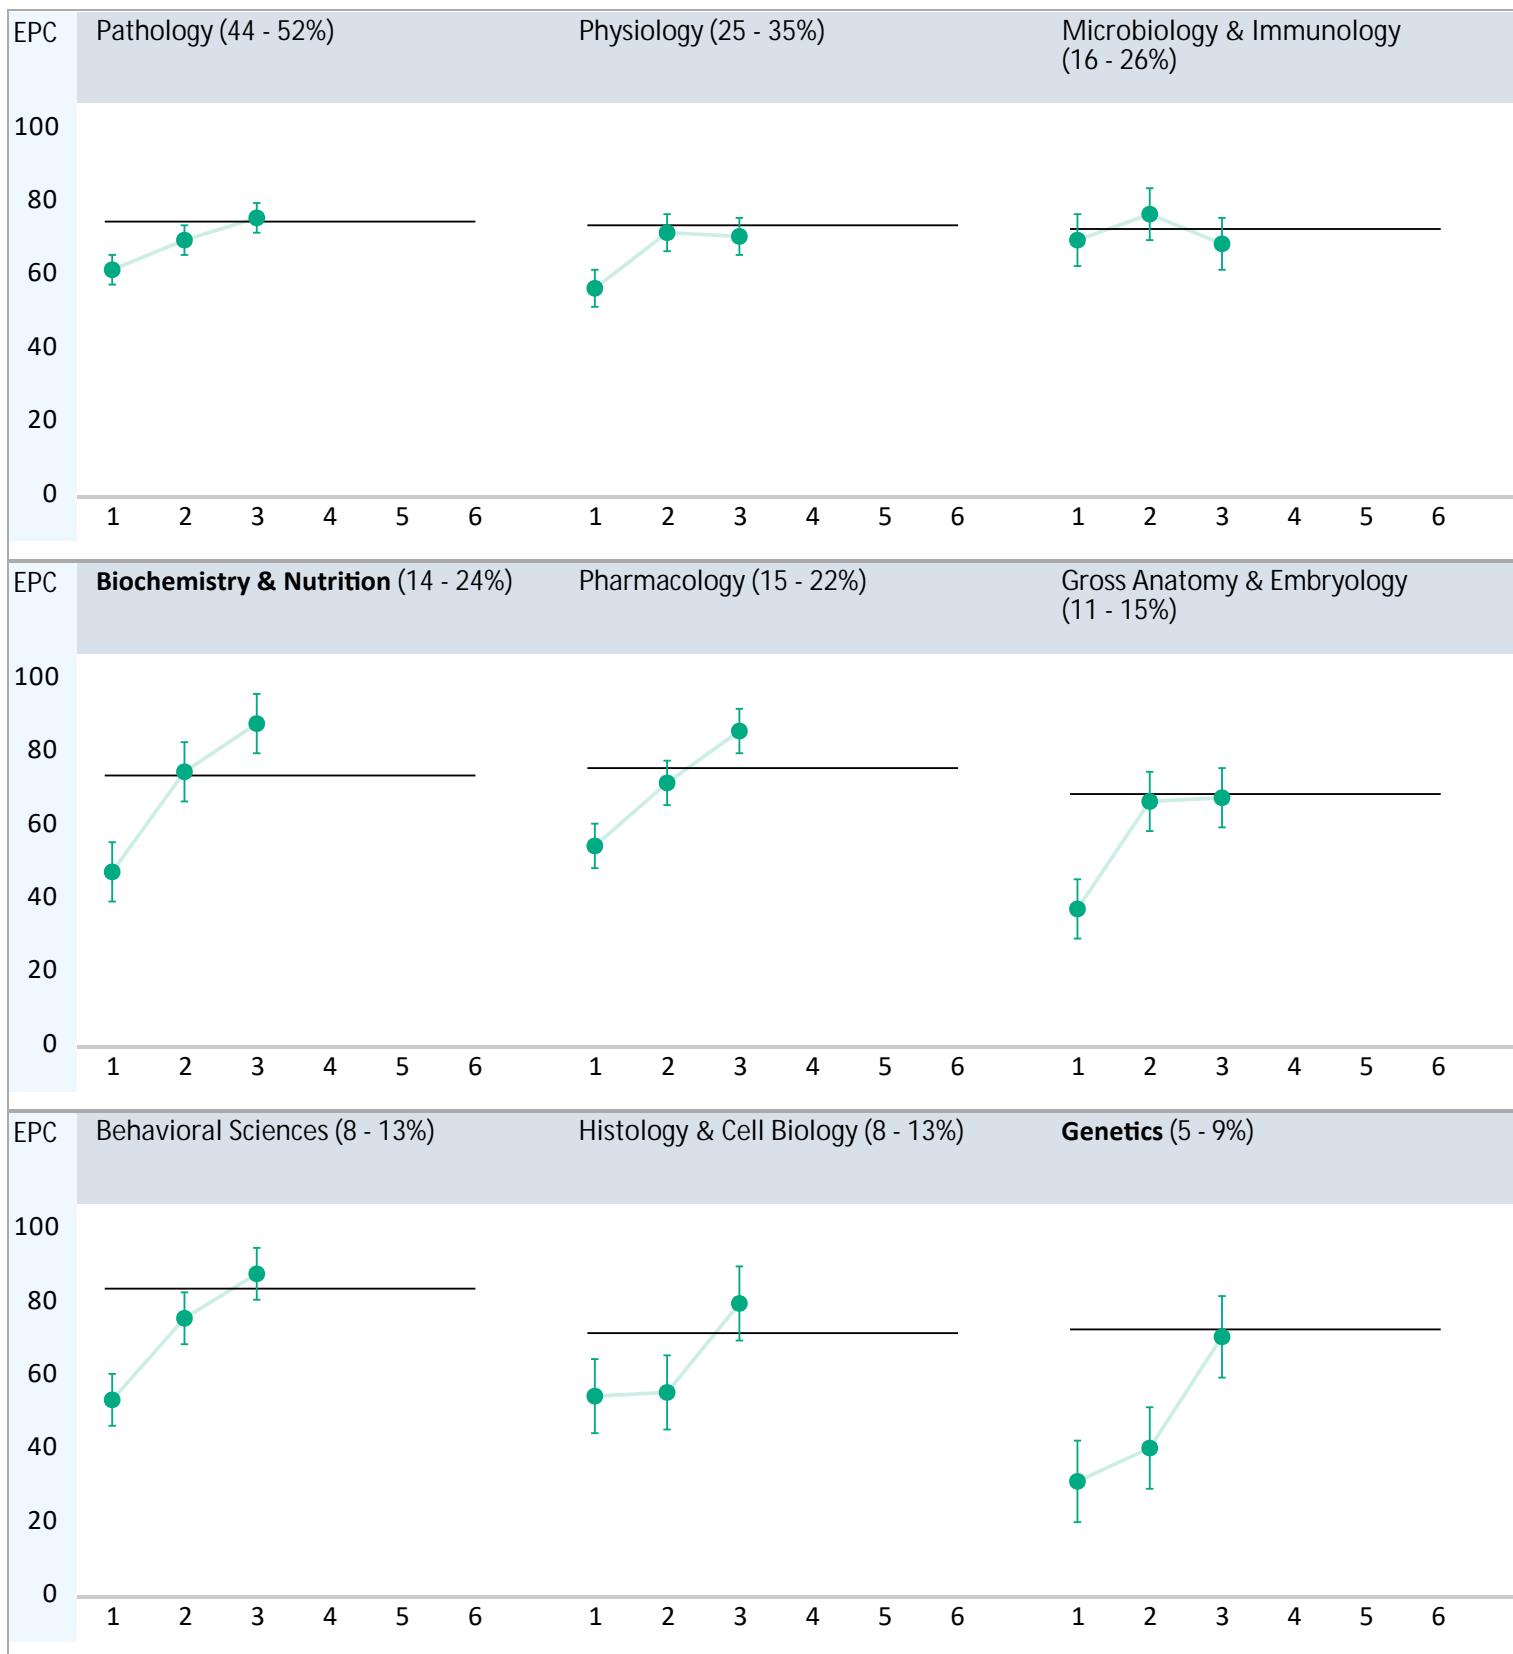 EPC Pathology (44 - 52%) Physiology (25 - 35%) Microbiology & Immunology
(16 - 26%)
100
80
60
40
20
0
1 2 3 4 5 6 1 2 3 4 5 6 1 2 3 4 5 6
EPC Biochemistry & Nutrition (14 - 24%) Pharmacology (15 - 22%) Gross Anatomy & Embryology
(11 - 15%)
100
80
60
40
20
0
1 2 3 4 5 6 1 2 3 4 5 6 1 2 3 4 5 6
EPC Behavioral Sciences (8 - 13%) Histology & Cell Biology (8 - 13%) Genetics (5 - 9%)
100
80
60
40
20
0
1 2 3 4 5 6 1 2 3 4 5 6 1 2 3 4 5 6